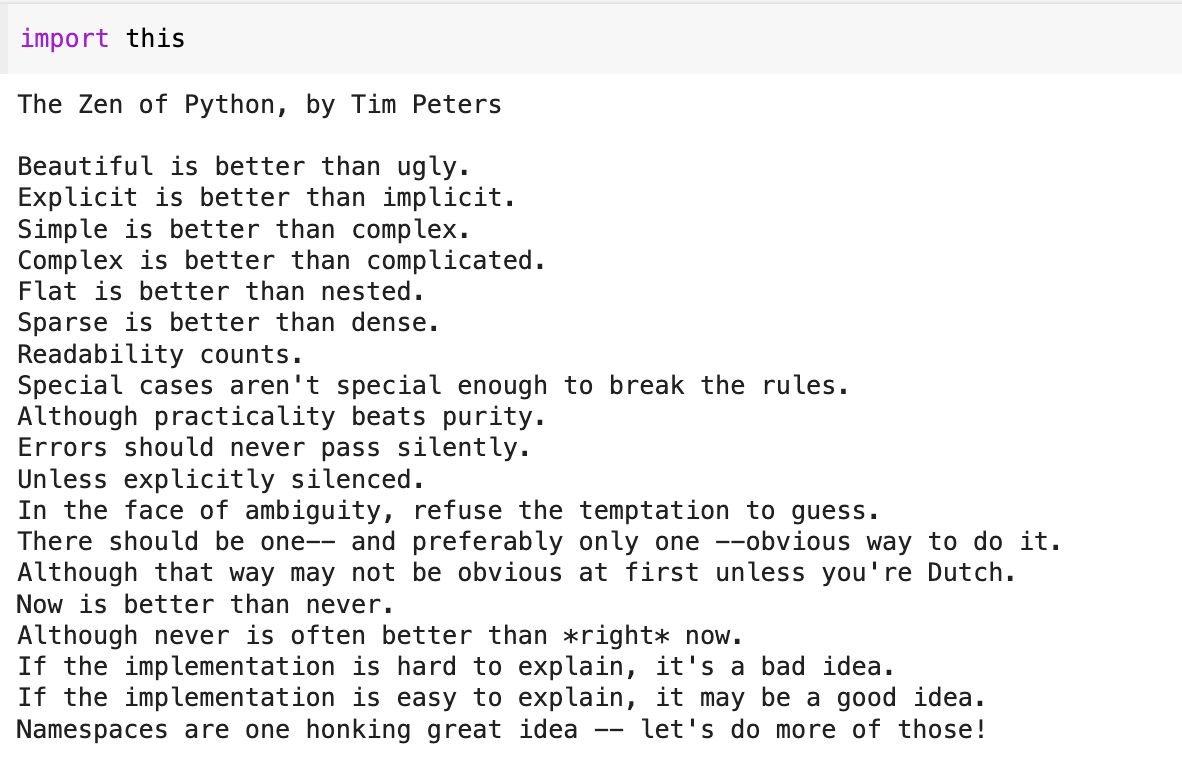 import this
The Zen of Python, by Tim Peters
Beautiful is better than ugly.
Explicit is better than implicit.
Simple is better than complex.
Complex is better than complicated.
Flat is better than nested.
Sparse is better than dense.
Readability counts.
Special cases aren't special enough to break the rules.
Although practicality beats purity.
Errors should never pass silently.
Unless explicitly silenced.
In the face of ambiguity, refuse the temptation to guess.
There should be one-- and preferably only one --obvious way to do it.
Although that way may not be obvious at first unless you're Dutch.
Now is better than never.
Although never is often better than *right* now.
If the implementation is hard to explain, it's a bad idea.
If the implementation is easy to explain, it may be a good idea.
Namespaces are one honking great idea -- let's do more of those!